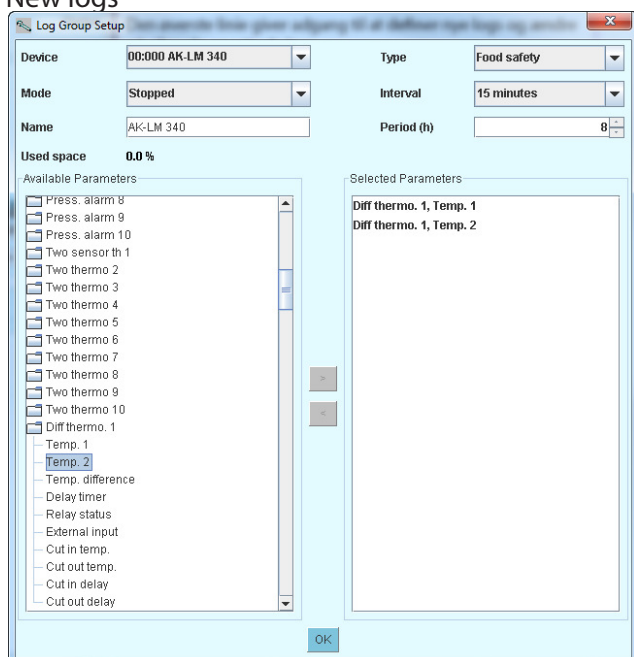 New logs
Log Group Setup
Device 00:000 AK-LM 340 Type Food safety
Mode Stopped Interval 15 minutes
Name AK-LM 340 Period (h) 8
Used space 0.0 %
Available Parameters
Press. alarm 8
Press. alarm 9
Press. alarm 10
Two sensor th 1
Two thermo 2
Two thermo 3
Two thermo 4
Two thermo 5
Two thermo 6
Two thermo 7
Two thermo 8
Two thermo 9
Two thermo 10
Diff thermo. 1
Temp. 1
Temp. 2
Temp. difference
Delay timer
Relay status
External input
Cut in temp.
Cut out temp.
Cut in delay
Cut out delay
>
<
Selected Parameters
Diff thermo. 1, Temp. 1
Diff thermo. 1, Temp. 2
OK